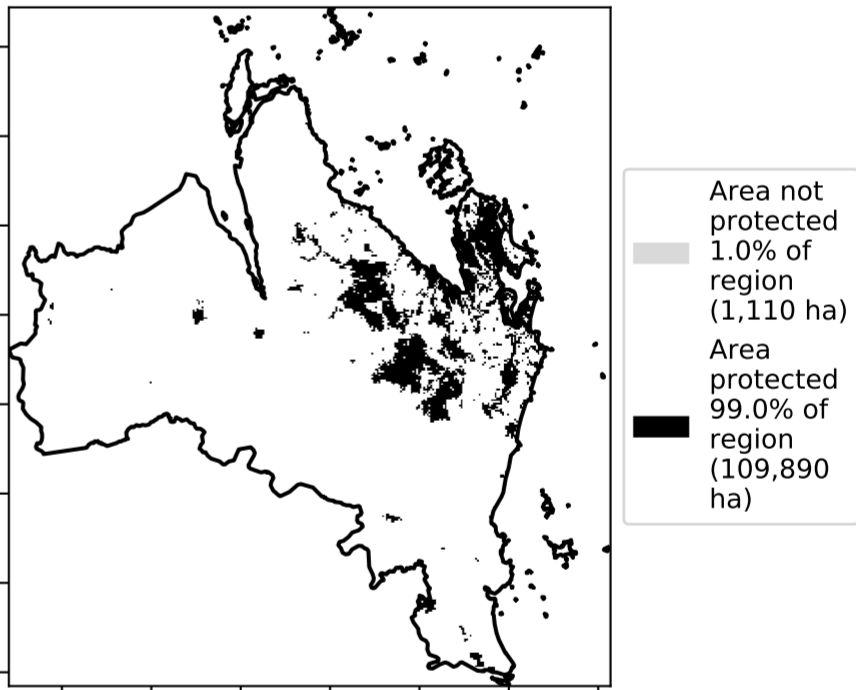 Area not
protected
1.0% of
region
(1,110 ha)
Area
protected
99.0% of
region
(109,890
ha)